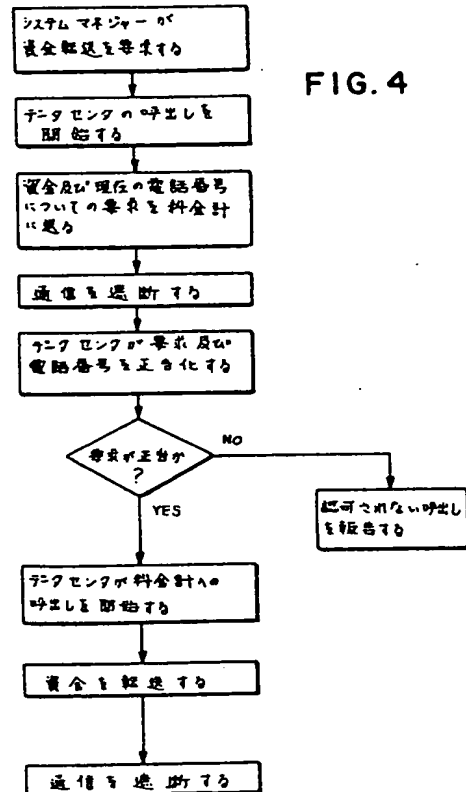 システムマネジャーが
資金転送を要求する
FIG. 4
データセンタの呼出しを
開始する
資金及び現在の電話番号
についての要求を料金計
に送る
通信を遮断する
データセンタが要求及び
電話番号を正当化する
要求が正当か
?
NO
YES
認可されない呼出し
を報告する
データセンタが料金計への
呼出しを開始する
資金を転送する
通信を遮断する